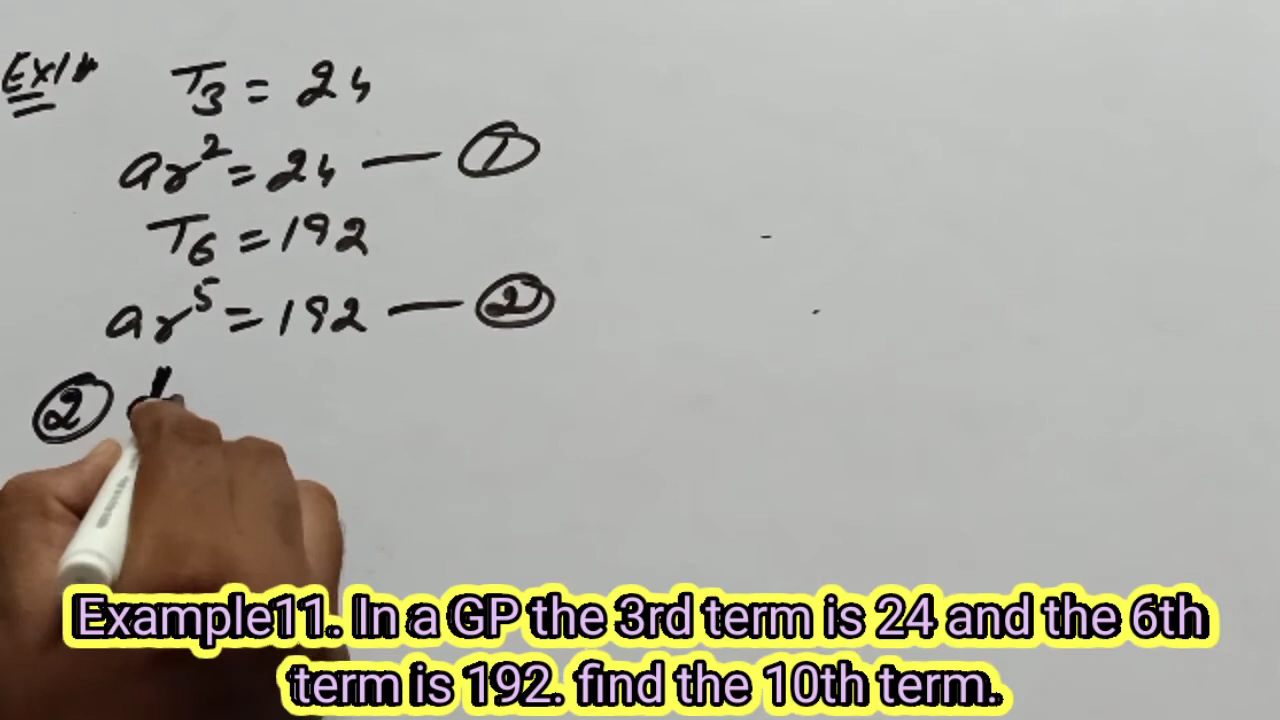 Ex11
T₃ = 24
ar² = 24 — ①
T₆ = 192
ar⁵ = 192 — ②
②
Example11. In a GP the 3rd term is 24 and the 6th
term is 192. find the 10th term.